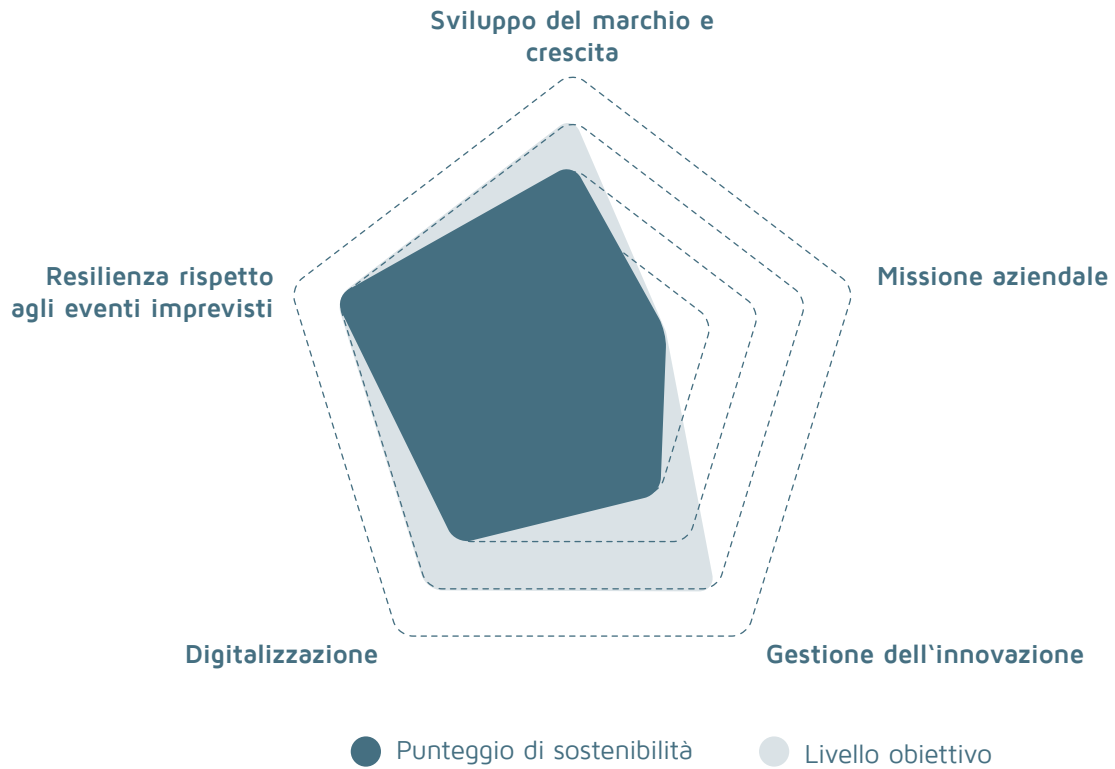 Sviluppo del marchio e
crescita
Resilienza rispetto
agli eventi imprevisti
Missione aziendale
Digitalizzazione
Gestione dell‘innovazione
Punteggio di sostenibilità
Livello obiettivo